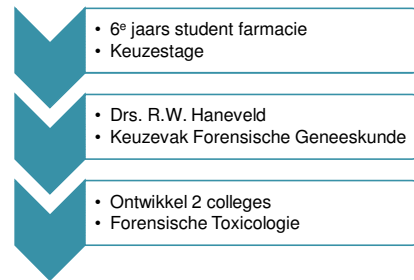 • 6ᵉ jaars student farmacie
• Keuzestage
• Drs. R.W. Haneveld
• Keuzevak Forensische Geneeskunde
• Ontwikkel 2 colleges
• Forensische Toxicologie